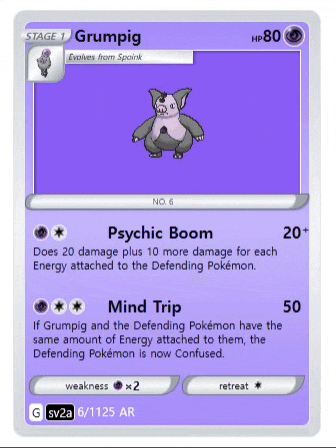 STAGE 1 Grumpig HP80
Evolves from Spoink
NO. 6
Psychic Boom 20+
Does 20 damage plus 10 more damage for each
Energy attached to the Defending Pokémon.
Mind Trip 50
If Grumpig and the Defending Pokémon have the
same amount of Energy attached to them, the
Defending Pokémon is now Confused.
weakness ×2 retreat
G sv2a 6/1125 AR